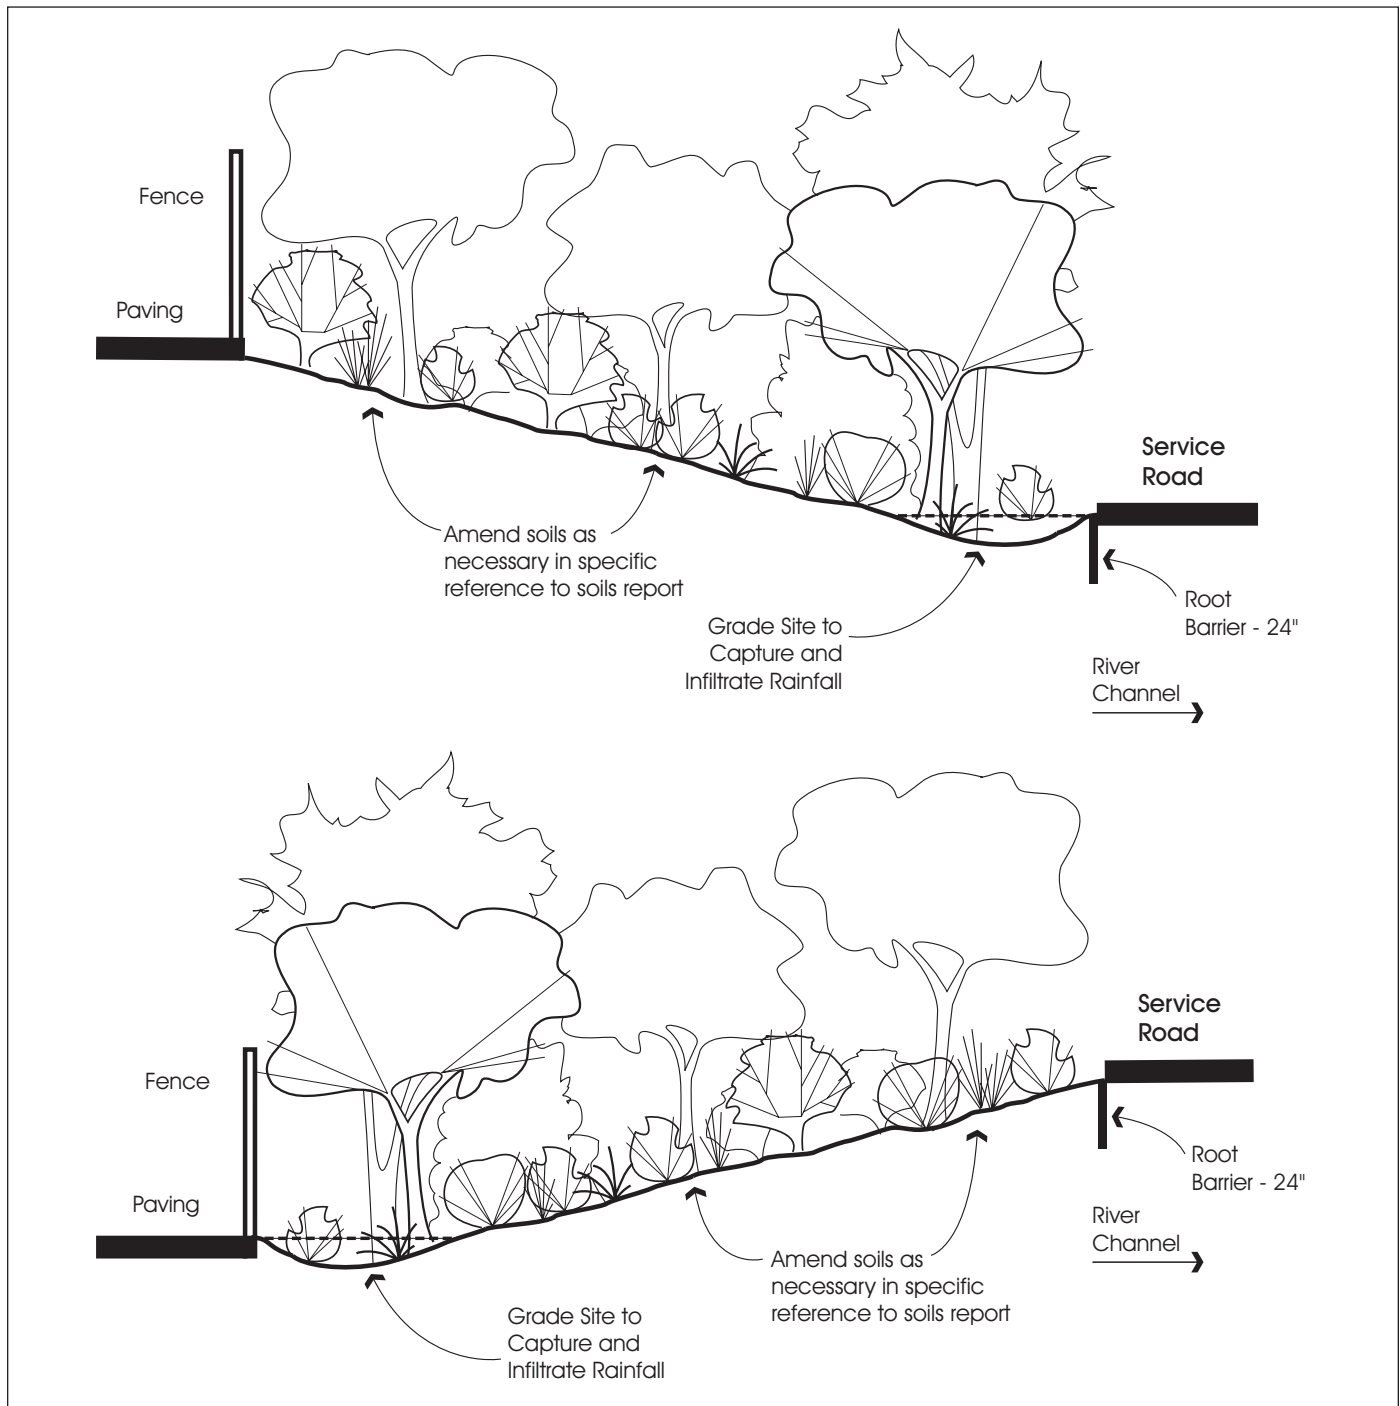 Fence
Paving
Service
Road
Amend soils as
necessary in specific
reference to soils report
Root
Barrier - 24"
Grade Site to
Capture and
Infiltrate Rainfall
River
Channel
Service
Road
Fence
Root
Barrier - 24"
Paving
River
Channel
Amend soils as
necessary in specific
reference to soils report
Grade Site to
Capture and
Infiltrate Rainfall